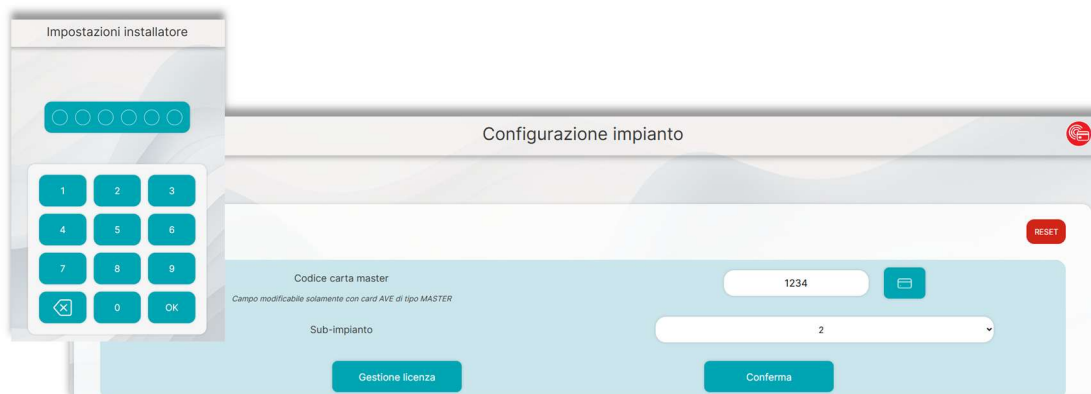 Impostazioni installatore
1 2 3
4 5 6
7 8 9
0 OK
Configurazione impianto
RESET
Codice carta master
1234
Campo modificabile solamente con card AVE di tipo MASTER
Sub-impianto
2
Gestione licenza
Conferma